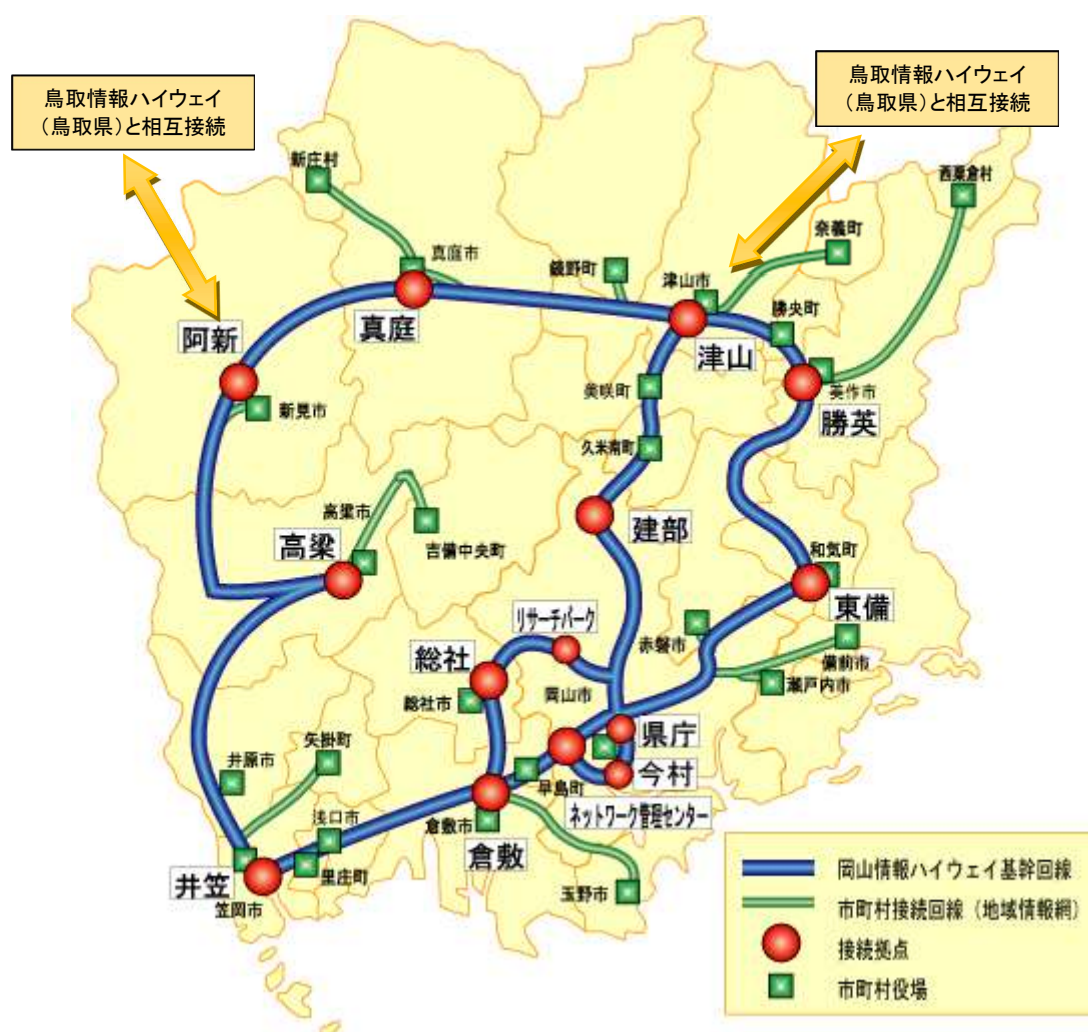 鳥取情報ハイウェイ
（鳥取県）と相互接続
鳥取情報ハイウェイ
（鳥取県）と相互接続
新庄村
西粟倉村
奈義町
真庭市
鏡野町
津山市
勝央町
阿新
真庭
津山
美咲町
美作市
新見市
勝英
久米南町
高梁市
建部
高梁
吉備中央町
和気町
東備
リサーチパーク
赤磐市
総社
備前市
瀬戸内市
総社市
岡山市
県庁
矢掛町
井原市
今村
早島町
ネットワーク管理センター
浅口市
倉敷市
倉敷
井笠
里庄町
玉野市
笠岡市
岡山情報ハイウェイ基幹回線
市町村接続回線（地域情報網）
接続拠点
市町村役場